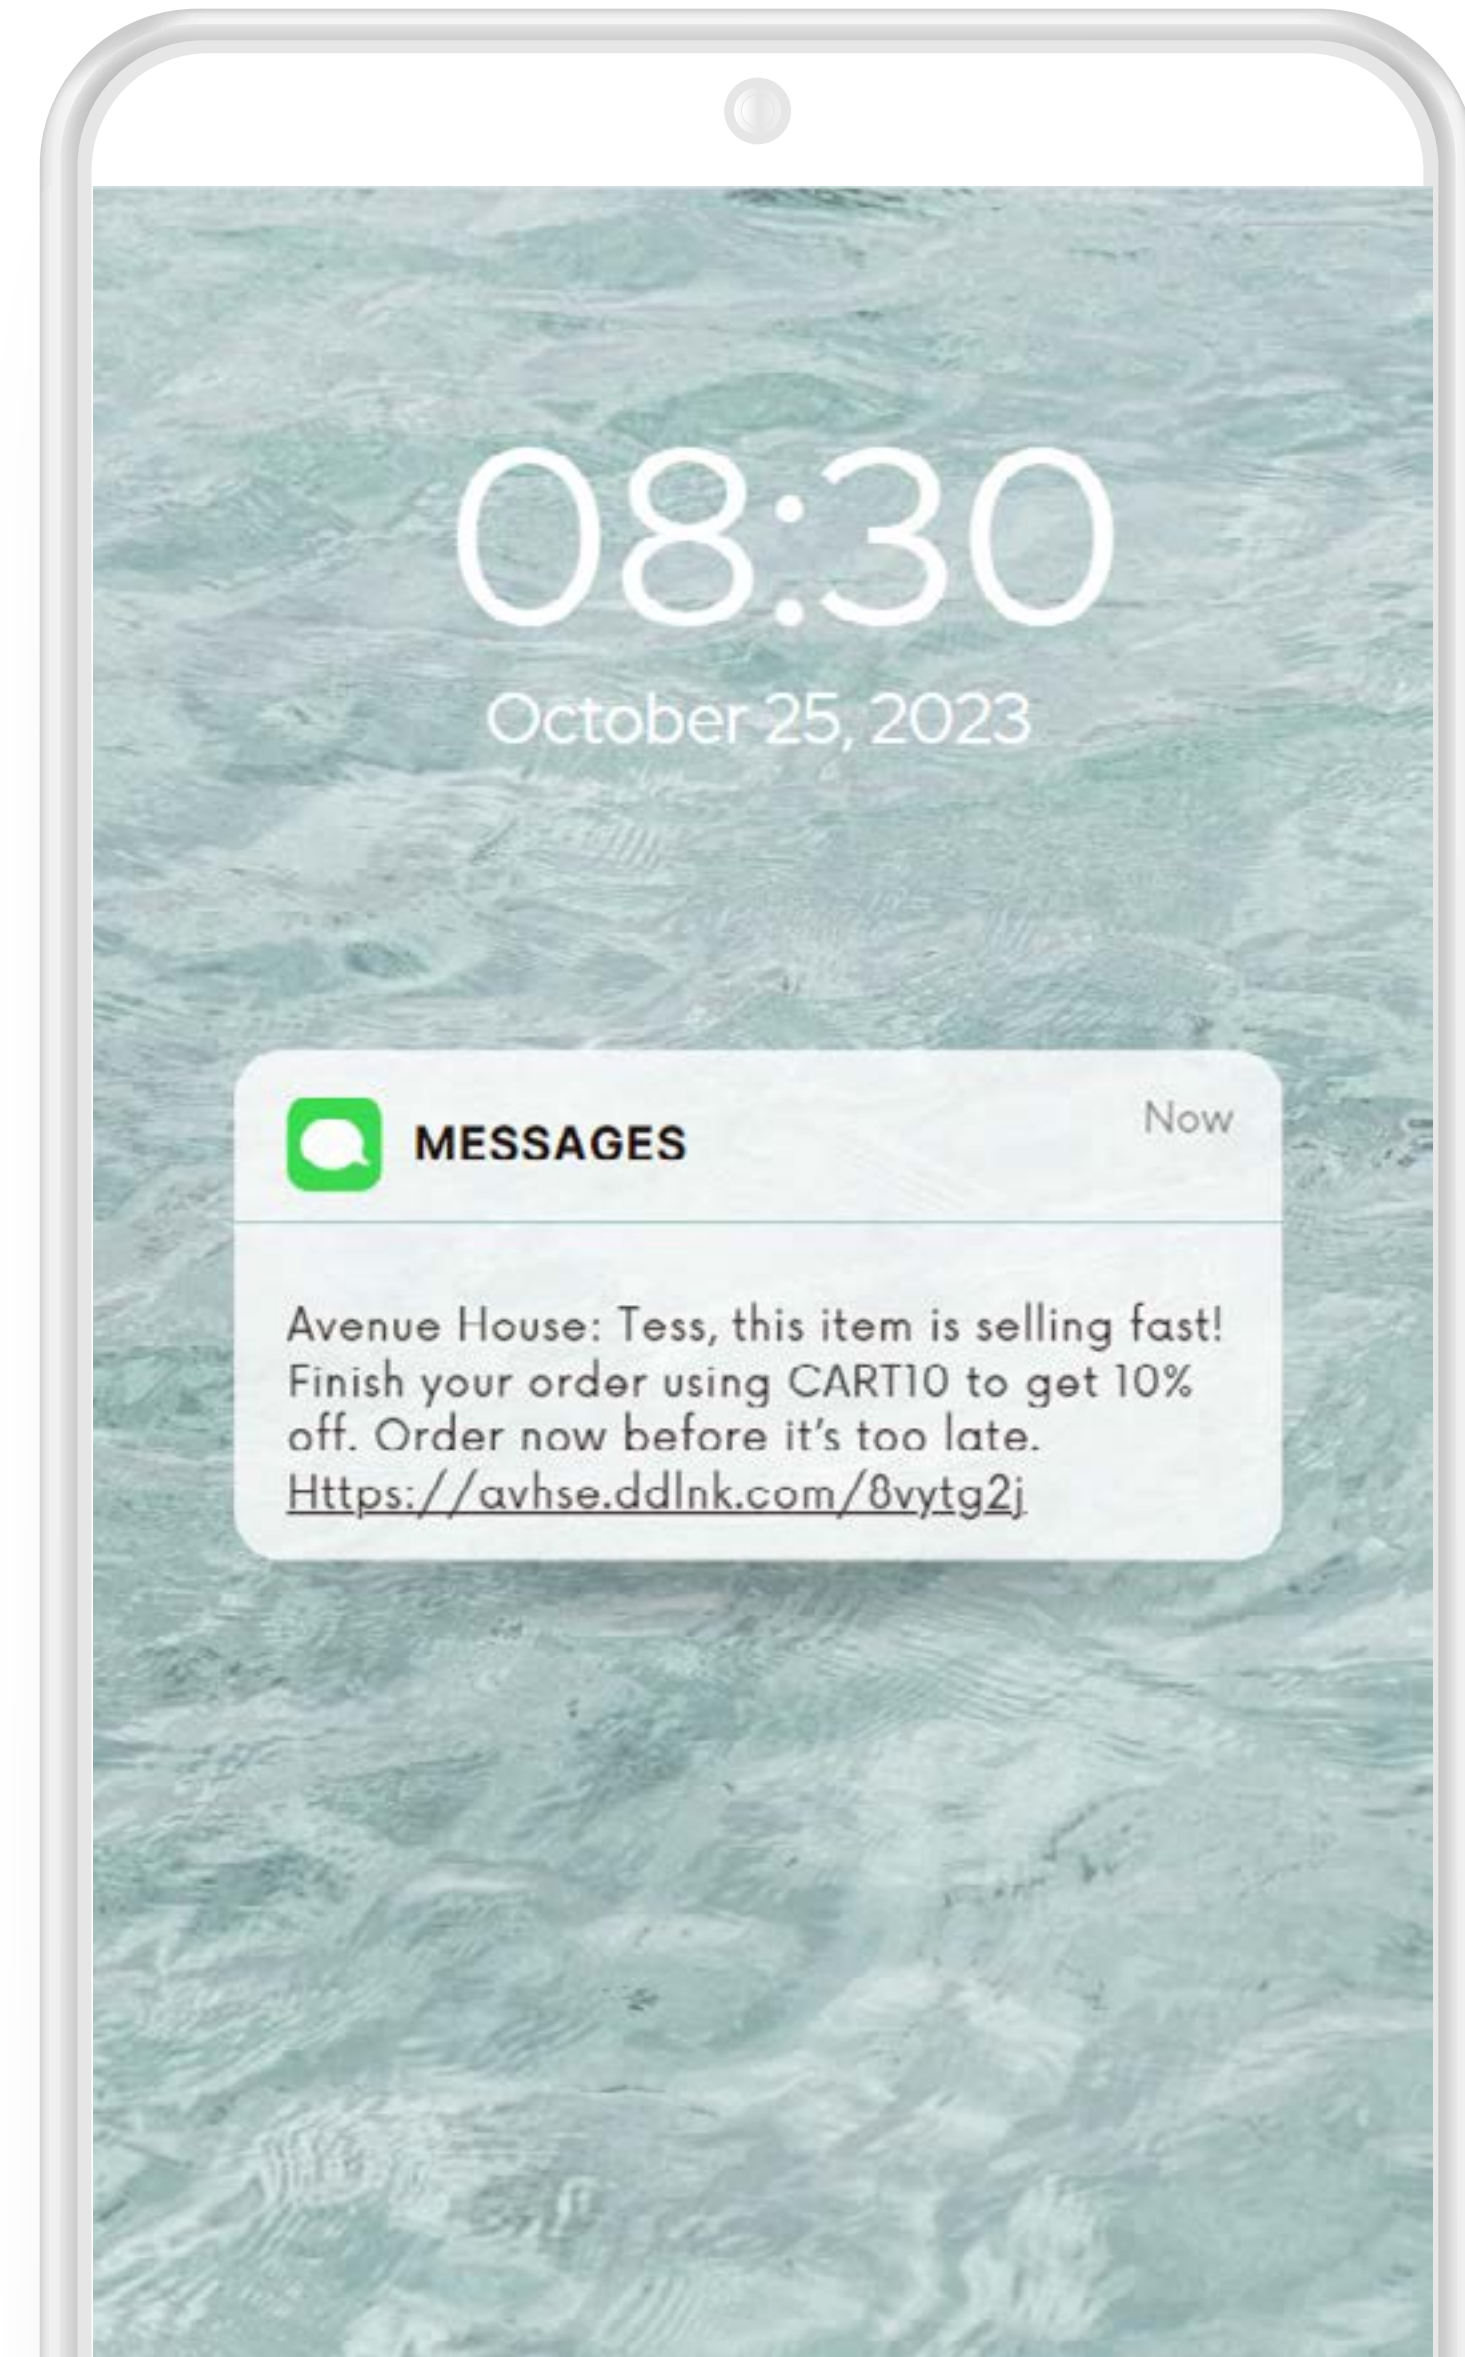 08:30
October 25, 2023
MESSAGES
Now
Avenue House: Tess, this item is selling fast!
Finish your order using CART10 to get 10%
off. Order now before it's too late.
Https://avhse.ddlnk.com/8vytg2j